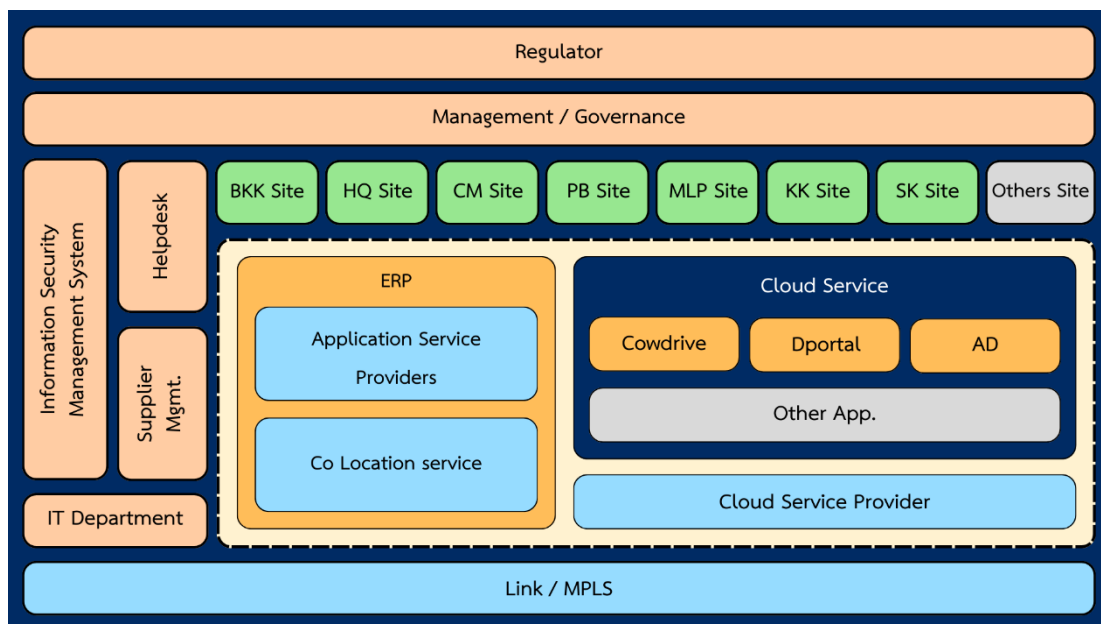 Regulator
Management / Governance
Information Security
Management System
Helpdesk
Supplier
Mgmt.
IT Department
BKK Site
HQ Site
CM Site
PB Site
MLP Site
KK Site
SK Site
Others Site
ERP
Application Service
Providers
Co Location service
Cloud Service
Cowdrive
Dportal
AD
Other App.
Cloud Service Provider
Link / MPLS